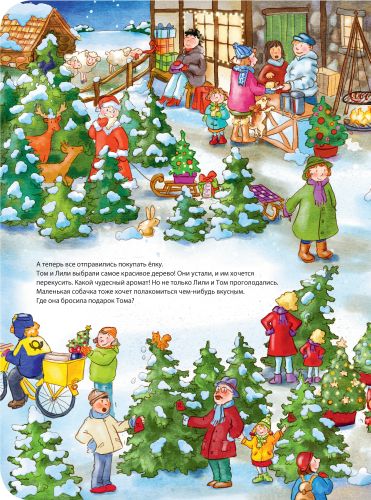 А теперь все отправились покупать ёлку.
Том и Лили выбрали самое красивое дерево! Они устали, и им хочется
перекусить. Какой чудесный аромат! Но не только Лили и Том проголодались.
Маленькая собачка тоже хочет полакомиться чем-нибудь вкусным.
Где она бросила подарок Тома?